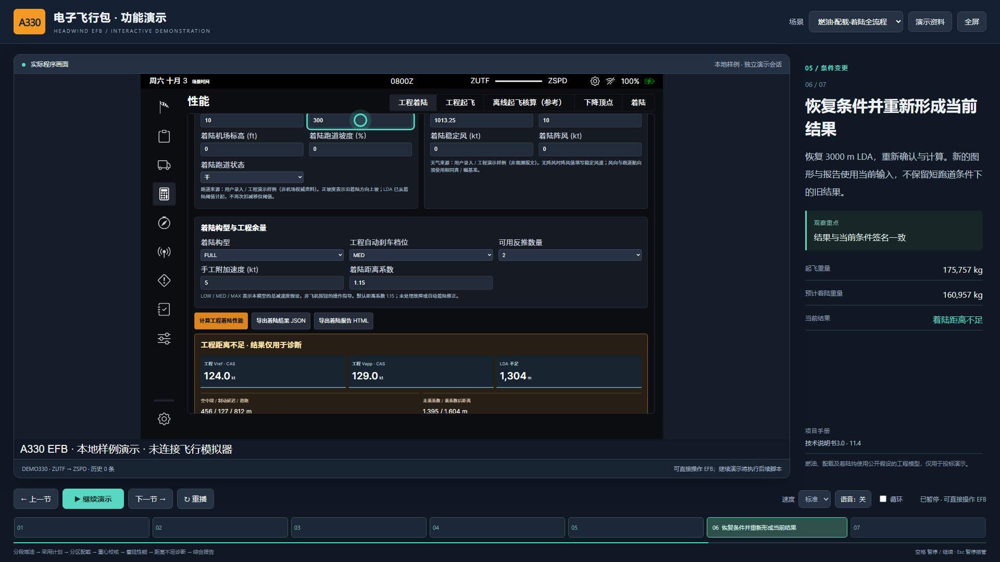 A330
电子飞行包 · 功能演示
HEADWIND EFB / INTERACTIVE DEMONSTRATION
场景
燃油·配载·着陆全流程
演示资料
全屏
实际程序画面
本地样例 · 独立演示会话
周六 十月 3 场景时间
0800Z
ZUTF
ZSPD
100%
性能
工程着陆
工程起飞
离线起飞核算（参考）
下降顶点
着陆
10
300
1013.25
10
着陆机场标高 (ft)
着陆跑道坡度 (%)
着陆稳定风 (kt)
着陆阵风 (kt)
0
0
0
0
着陆跑道状态
干
天气来源：用户录入 / 工程演示样例（非观测报文）。无阵风时阵风值填写稳定风速；风向与跑道航向
须使用相同真 / 磁基准。
跑道来源：用户录入 / 工程演示样例（非机场权威资料）。正坡度表示沿着陆方向上坡；LDA 已从着
陆阈值计起，不再次扣减移位阈值。
着陆构型与工程余量
着陆构型
工程自动刹车档位
可用反推数量
FULL
MED
2
手工附加速度 (kt)
着陆距离系数
5
1.15
LOW / MED / MAX 表示本模型的总减速度假设，非飞机按钮的操作指导。默认距离系数 1.15；未处理故障或自动着陆修正。
计算工程着陆性能
导出着陆结果 JSON
导出着陆报告 HTML
工程距离不足 · 结果仅用于诊断
工程 Vref · CAS
124.0 kt
工程 Vapp · CAS
129.0 kt
LDA 不足
1,304 m
空中段 / 制动延迟 / 滑跑
未乘系数 / 乘系数后距离
456 / 127 / 812 m
1,395 / 1,604 m
A330 EFB · 本地样例演示 · 未连接飞行模拟器
DEMO330 · ZUTF → ZSPD · 历史 0 条
可直接操作 EFB；继续演示将执行后续脚本
05 / 条件变更
06 / 07
恢复条件并重新形成当前
结果
恢复 3000 m LDA，重新确认与计算。新的图
形与报告使用当前输入，不保留短跑道条件下
的旧结果。
观察重点
结果与当前条件签名一致
起飞重量
175,757 kg
预计着陆重量
160,957 kg
当前结果
着陆距离不足
项目手册
技术说明书3.0 · 11.4
燃油、配载及着陆均使用公开假设的工程模型，仅用于投标演示。
← 上一节
▶ 继续演示
下一节 →
↻ 重播
速度
标准
语音：关
循环
已暂停 · 可直接操作 EFB
01
02
03
04
05
06 恢复条件并重新形成当前结果
07
分段燃油 → 采用计划 → 分区配载 → 重心校核 → 着陆性能 → 距离不足诊断 → 综合报告
空格 暂停 / 继续 · Esc 暂停接管